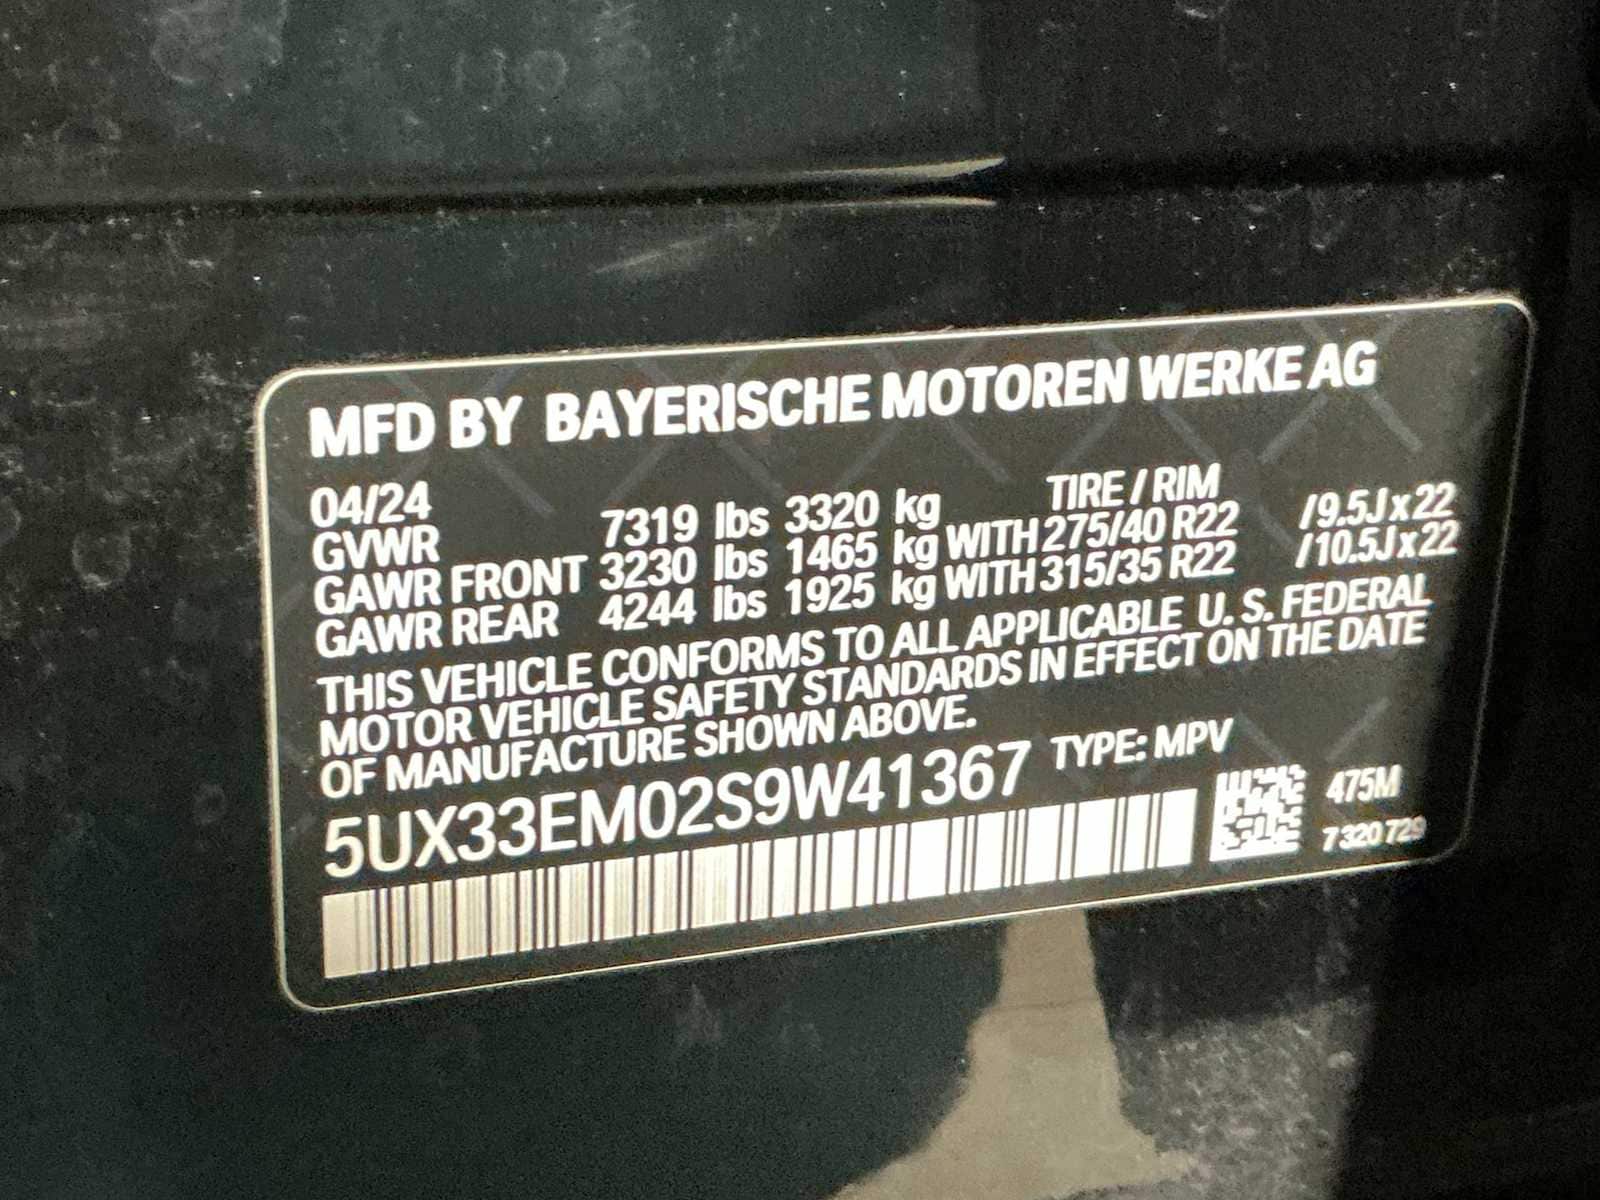 MFD BY BAYERISCHE MOTOREN WERKE AG
04/24 TIRE / RIM
GVWR 7319 lbs 3320 kg
GAWR FRONT 3230 lbs 1465 kg WITH 275/40 R22 /9.5J x 22
GAWR REAR 4244 lbs 1925 kg WITH 315/35 R22 /10.5J x 22
THIS VEHICLE CONFORMS TO ALL APPLICABLE U. S. FEDERAL
MOTOR VEHICLE SAFETY STANDARDS IN EFFECT ON THE DATE
OF MANUFACTURE SHOWN ABOVE.
5UX33EM02S9W41367 TYPE: MPV
475M
7 320 729